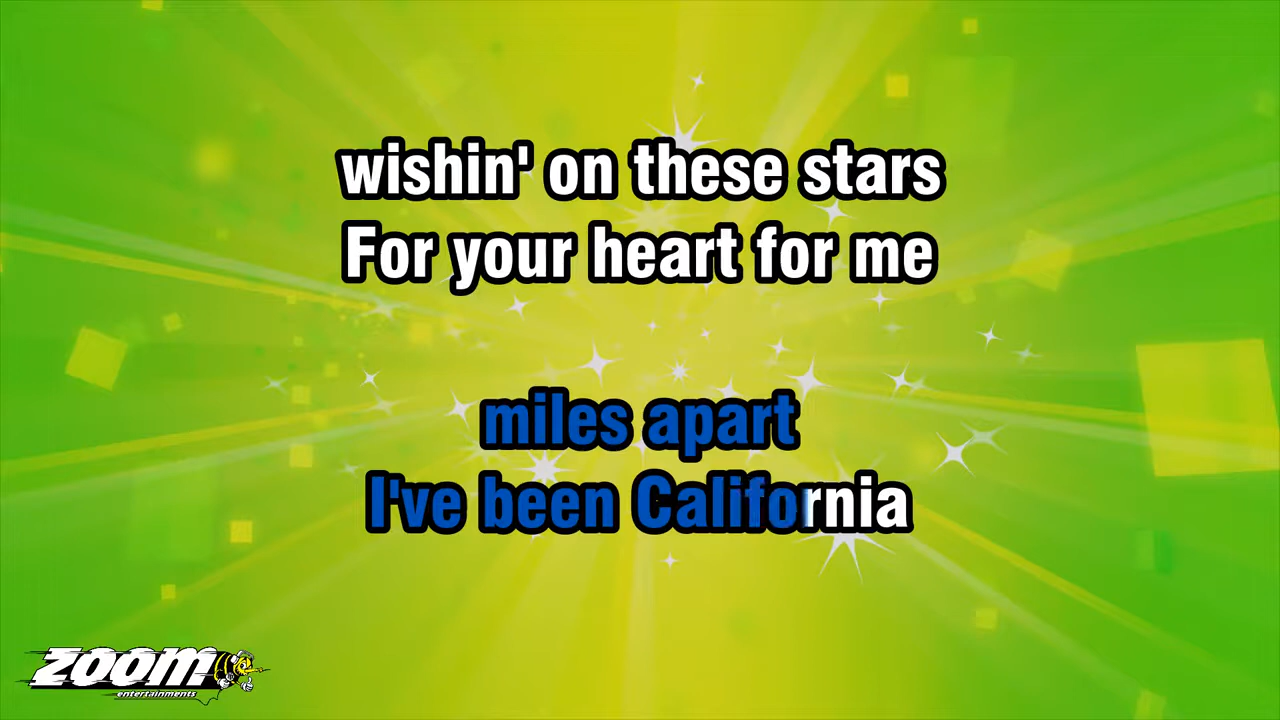 wishin' on these stars
For your heart for me
miles apart
I've been California
ZOOM
entertainments